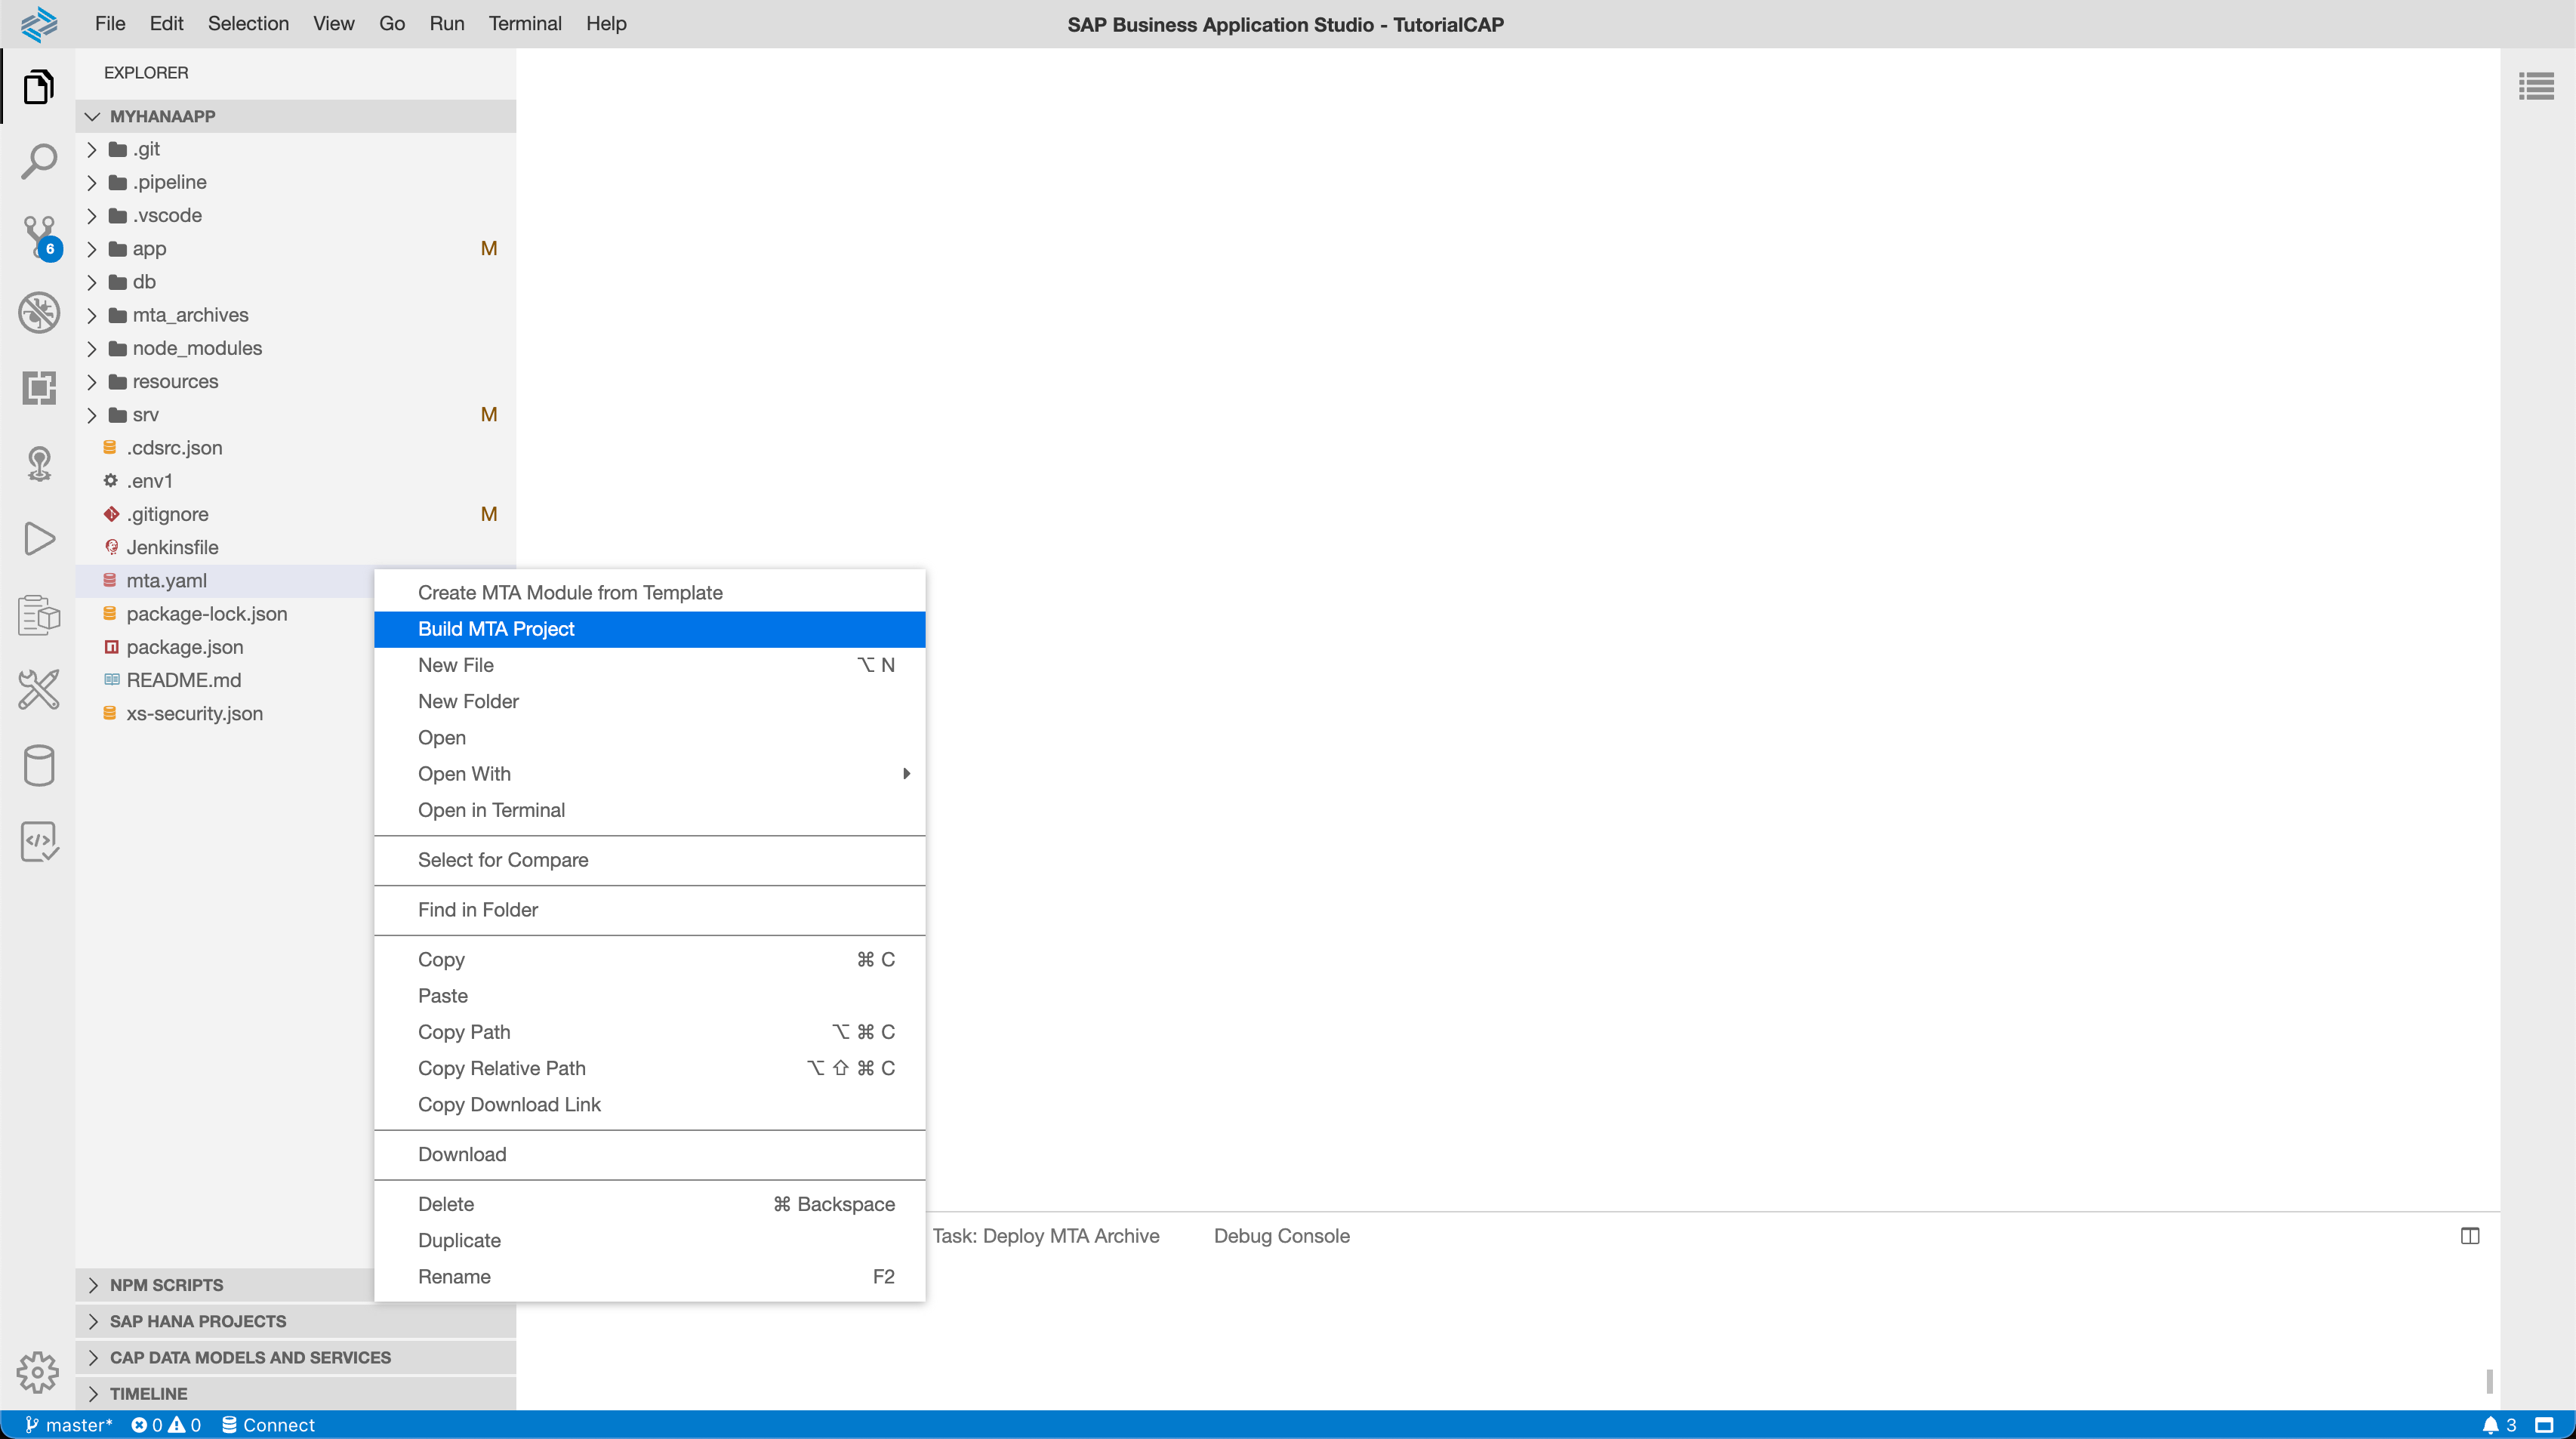 File Edit Selection View Go Run Terminal Help
SAP Business Application Studio - TutorialCAP
EXPLORER
MYHANAAPP
.git
.pipeline
.vscode
6
app M
db
mta_archives
node_modules
resources
srv M
.cdsrc.json
.env1
.gitignore M
Jenkinsfile
mta.yaml
package-lock.json
package.json
README.md
xs-security.json
Create MTA Module from Template
Build MTA Project
New File ⌥ N
New Folder
Open
Open With
Open in Terminal
Select for Compare
Find in Folder
Copy ⌘ C
Paste
Copy Path ⌥ ⌘ C
Copy Relative Path ⌥ ⇧ ⌘ C
Copy Download Link
Download
Delete ⌘ Backspace
Duplicate
Rename F2
Task: Deploy MTA Archive Debug Console
NPM SCRIPTS
SAP HANA PROJECTS
CAP DATA MODELS AND SERVICES
TIMELINE
master* 0 0 Connect 3